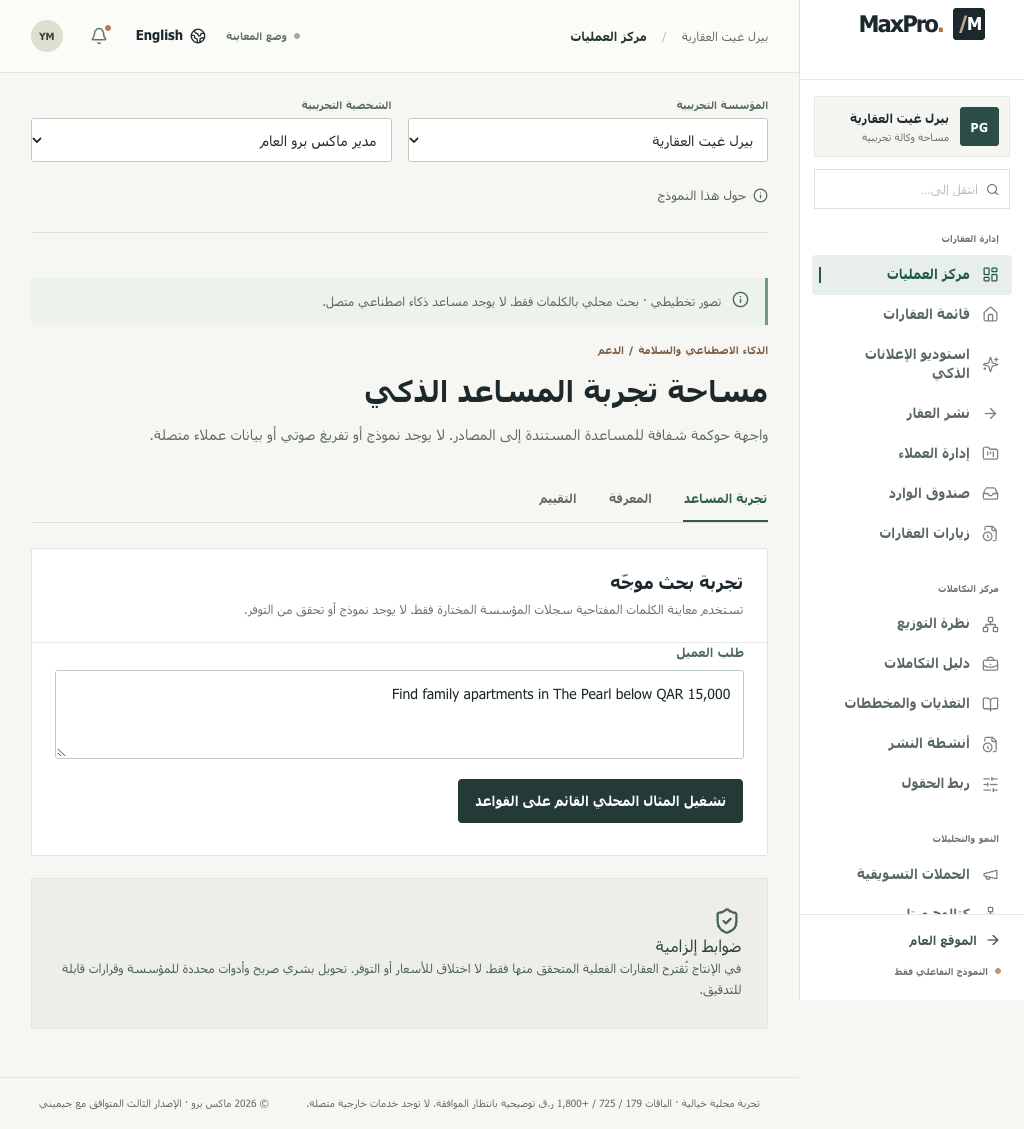 MaxPro.
/M
بيرل غيت العقارية / مركز العمليات
وضع المعاينة
English
YM
PG
بيرل غيت العقارية
مساحة وكالة تجريبية
انتقل إلى...
إدارة العقارات
مركز العمليات
قائمة العقارات
استوديو الإعلانات
الذكي
نشر العقار
إدارة العملاء
صندوق الوارد
زيارات العقارات
مركز التكاملات
نظرة التوزيع
دليل التكاملات
التغذيات والمخططات
أنشطة النشر
ربط الحقول
النمو والتحليلات
الحملات التسويقية
الموقع العام
النموذج التفاعلي فقط
المؤسسة التجريبية
بيرل غيت العقارية
الشخصية التجريبية
مدير ماكس برو العام
حول هذا النموذج
تصور تخطيطي · بحث محلي بالكلمات فقط. لا يوجد مساعد ذكاء اصطناعي متصل.
الذكاء الاصطناعي والسلامة / الدعم
مساحة تجربة المساعد الذكي
واجهة حوكمة شفافة للمساعدة المستندة إلى المصادر. لا يوجد نموذج أو تفريغ صوتي أو بيانات عملاء متصلة.
تجربة المساعد
المعرفة
التقييم
تجربة بحث موجّه
تستخدم معاينة الكلمات المفتاحية سجلات المؤسسة المختارة فقط. لا يوجد نموذج أو تحقق من التوفر.
طلب العميل
Find family apartments in The Pearl below QAR 15,000
تشغيل المثال المحلي القائم على القواعد
ضوابط إلزامية
في الإنتاج تُقترح العقارات الفعلية المتحقق منها فقط. لا اختلاق للأسعار أو التوفر. تحويل بشري صريح وأدوات محددة للمؤسسة وقرارات قابلة
للتدقيق.
تجربة محلية خيالية · الباقات 179 / 725 / +1,800 ر.ق توضيحية بانتظار الموافقة. لا توجد خدمات خارجية متصلة.
© 2026 ماكس برو · الإصدار الثالث المتوافق مع جيميني